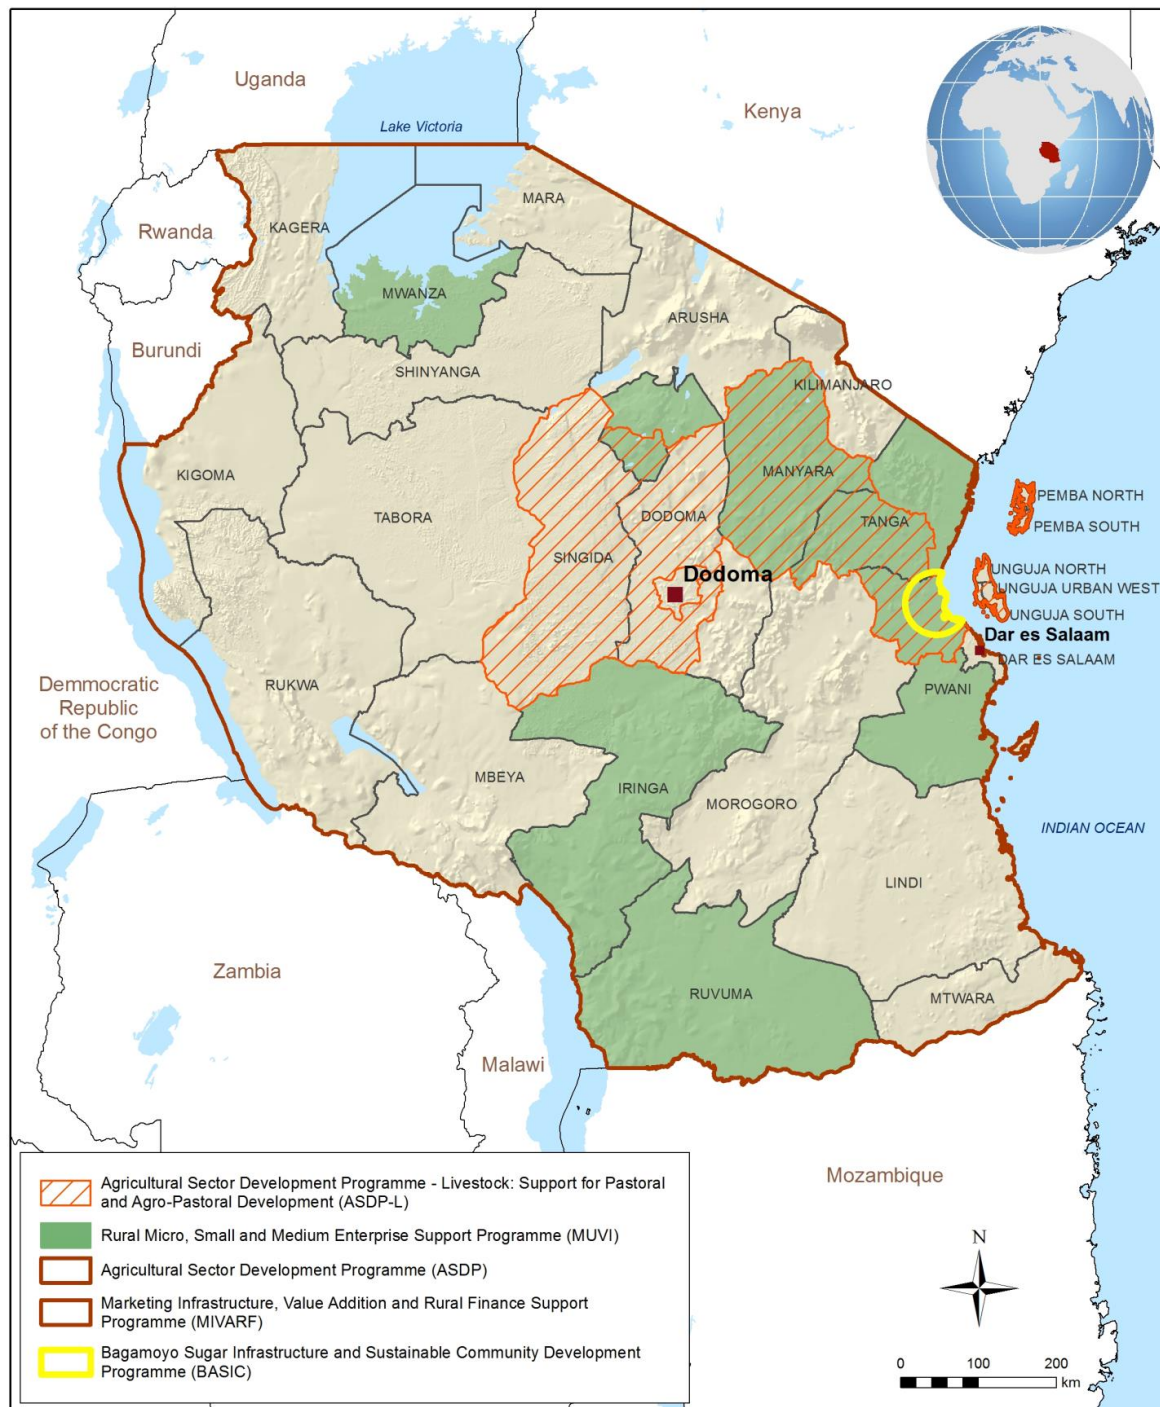 Uganda
Kenya
Lake Victoria
MARA
Rwanda
KAGERA
MWANZA
ARUSHA
Burundi
SHINYANGA
KILIMANJARO
KIGOMA
MANYARA
PEMBA NORTH
TABORA
DODOMA
TANGA
PEMBA SOUTH
SINGIDA
UNGUJA NORTH
Dodoma
UNGUJA URBAN WEST
UNGUJA SOUTH
Dar es Salaam
DAR ES SALAAM
Demmocratic
Republic
of the Congo
RUKWA
PWANI
MBEYA
IRINGA
MOROGORO
INDIAN OCEAN
LINDI
Zambia
RUVUMA
MTWARA
Malawi
Mozambique
Agricultural Sector Development Programme - Livestock: Support for Pastoral
and Agro-Pastoral Development (ASDP-L)
Rural Micro, Small and Medium Enterprise Support Programme (MUVI)
Agricultural Sector Development Programme (ASDP)
Marketing Infrastructure, Value Addition and Rural Finance Support
Programme (MIVARF)
Bagamoyo Sugar Infrastructure and Sustainable Community Development
Programme (BASIC)
N
0 100 200
km